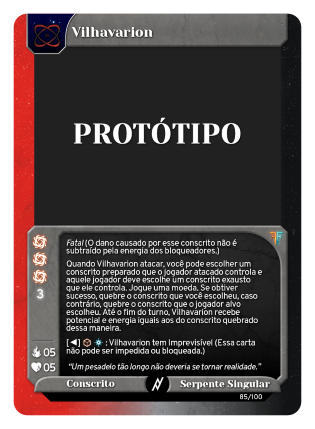 Vilhavarion
PROTÓTIPO
Fatal (O dano causado por esse conscrito não é
subtraído pela energia dos bloqueadores.)
Quando Vilhavarion atacar, você pode escolher um
conscrito preparado que o jogador atacado controla e
aquele jogador deve escolher um conscrito exausto
que ele controla. Jogue uma moeda. Se obtiver
sucesso, quebre o conscrito que você escolheu, caso
contrário, quebre o conscrito que o jogador alvo
escolheu. Até o fim do turno, Vilhavarion recebe
potencial e energia iguais aos do conscrito quebrado
dessa maneira.
[◀] : Vilhavarion tem Imprevisível (Essa carta
não pode ser impedida ou bloqueada.)
“Um pesadelo tão longo não deveria se tornar realidade.”
3
05
05
Conscrito
Serpente Singular
85/100